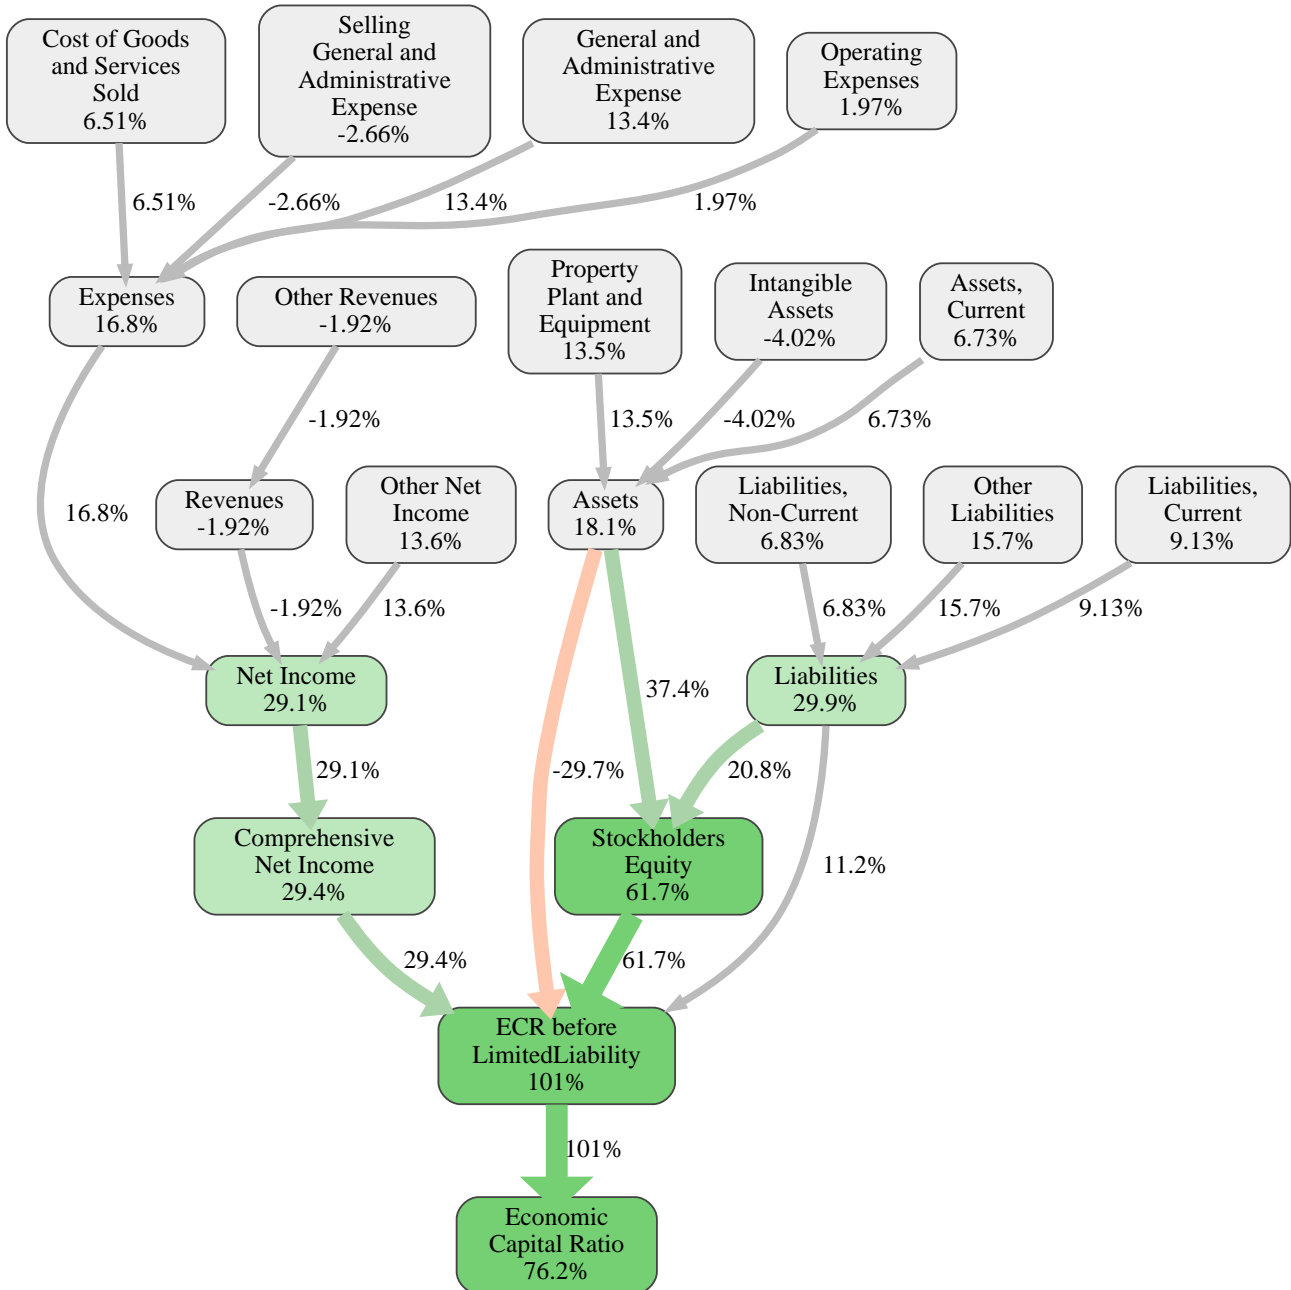 Cost of Goods
and Services
Sold
6.51%
Selling
General and
Administrative
Expense
-2.66%
General and
Administrative
Expense
13.4%
Operating
Expenses
1.97%
6.51%
-2.66%
13.4%
1.97%
Expenses
16.8%
Other Revenues
-1.92%
Property
Plant and
Equipment
13.5%
Intangible
Assets
-4.02%
Assets,
Current
6.73%
-1.92%
13.5%
-4.02%
6.73%
16.8%
Revenues
-1.92%
Other Net
Income
13.6%
Assets
18.1%
Liabilities,
Non-Current
6.83%
Other
Liabilities
15.7%
Liabilities,
Current
9.13%
-1.92%
13.6%
6.83%
15.7%
9.13%
Net Income
29.1%
37.4%
Liabilities
29.9%
29.1%
-29.7%
20.8%
Comprehensive
Net Income
29.4%
Stockholders
Equity
61.7%
11.2%
29.4%
61.7%
ECR before
LimitedLiability
101%
101%
Economic
Capital Ratio
76.2%